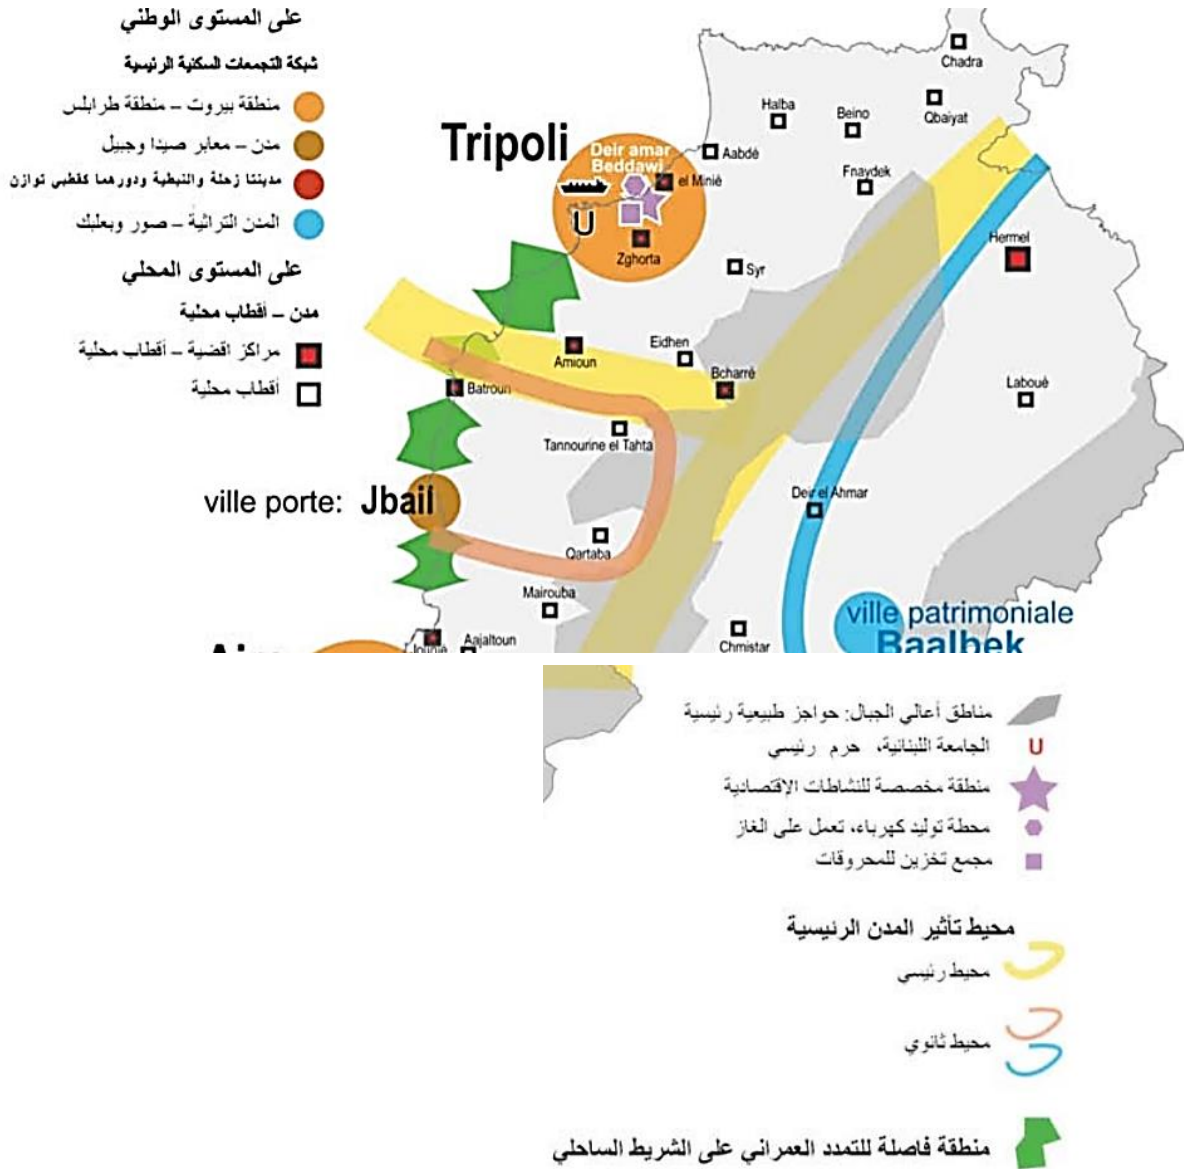 على المستوى الوطني
شبكة التجمعات السكنية الرئيسية
منطقة بيروت – منطقة طرابلس
مدن – معابر صيدا وجبيل
مدينتا زحلة والنبطية ودورهما كقطبي توازن
المدن التراثية – صور وبعلبك
على المستوى المحلي
مدن – أقطاب محلية
مراكز اقضية – أقطاب محلية
أقطاب محلية
Chadra
Qbaiyat
Halba
Beino
Tripoli
Deir amar
Beddawi
Aabdé
el Minié
Fnaydek
U
Zghorta
Syr
Hermel
Amioun
Eidhen
Bcharré
Batroun
Laboué
Tannourine el Tahta
ville porte: Jbail
Deir el Ahmar
Qartaba
Mairouba
ville patrimoniale
Baalbek
Chmistar
Jounié
Aajaltoun
مناطق أعالي الجبال: حواجز طبيعية رئيسية
الجامعة اللبنانية، حرم رئيسي U
منطقة مخصصة للنشاطات الإقتصادية
محطة توليد كهرباء، تعمل على الغاز
مجمع تخزين للمحروقات
محيط تأثير المدن الرئيسية
محيط رئيسي
محيط ثانوي
منطقة فاصلة للتمدد العمراني على الشريط الساحلي